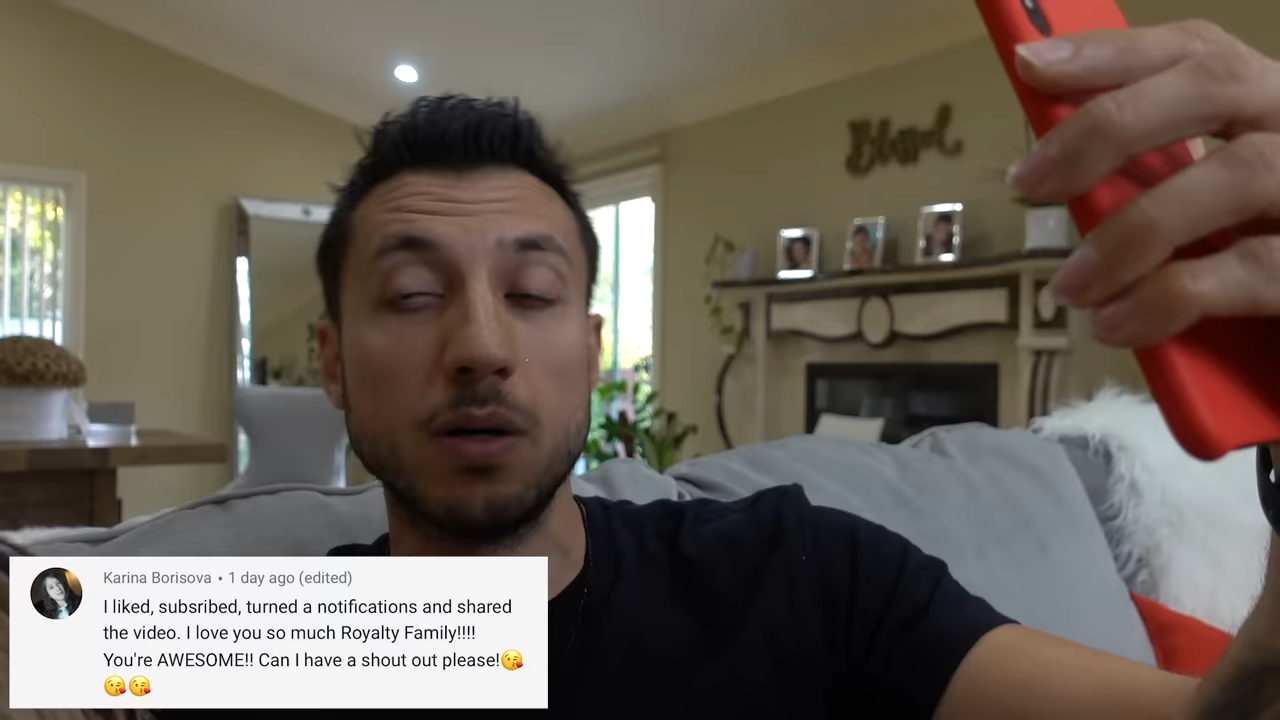 Blessed
Karina Borisova • 1 day ago (edited)
I liked, subsribed, turned a notifications and shared
the video. I love you so much Royalty Family!!!!
You're AWESOME!! Can I have a shout out please!😘
😘😘